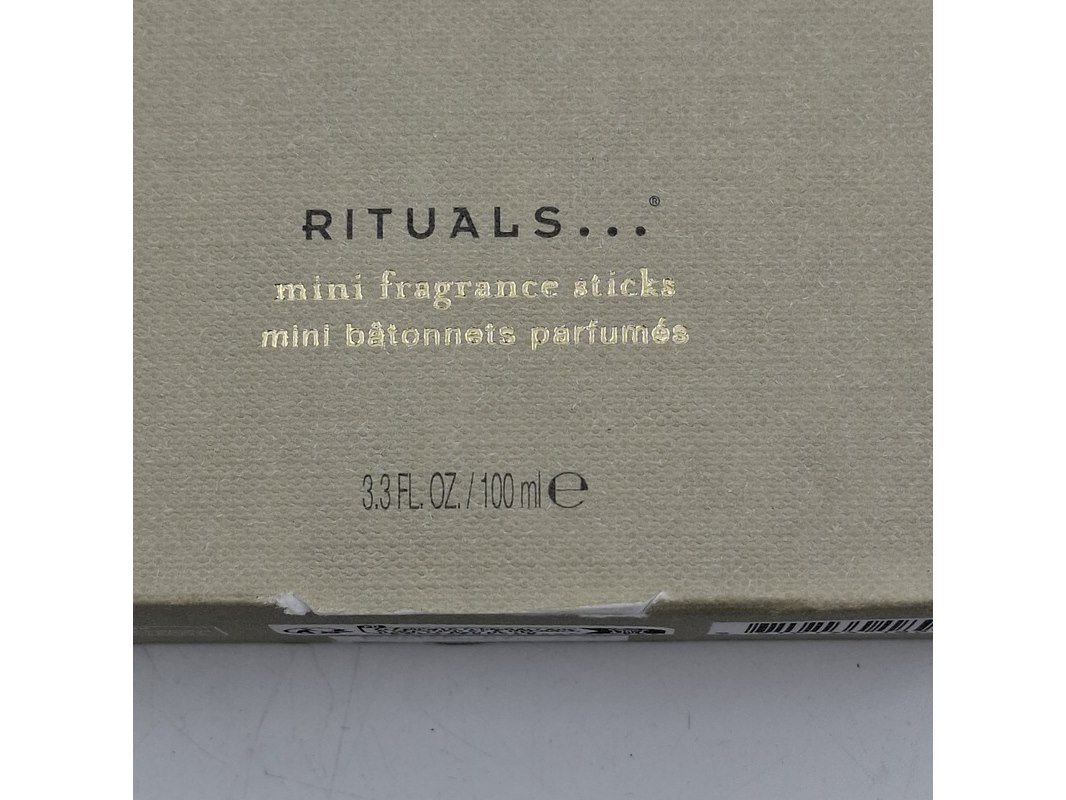 RITUALS...®
mini fragrance sticks
mini bâtonnets parfumés
3.3 FL. OZ. / 100 ml ℮